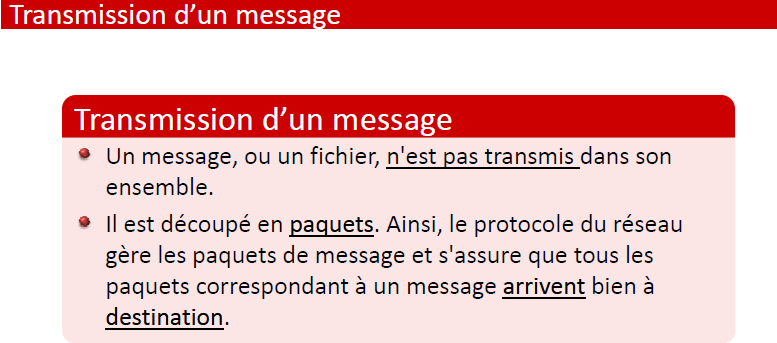 Transmission d’un message
Transmission d’un message
Un message, ou un fichier, n'est pas transmis dans son
ensemble.
Il est découpé en paquets. Ainsi, le protocole du réseau
gère les paquets de message et s'assure que tous les
paquets correspondant à un message arrivent bien à
destination.